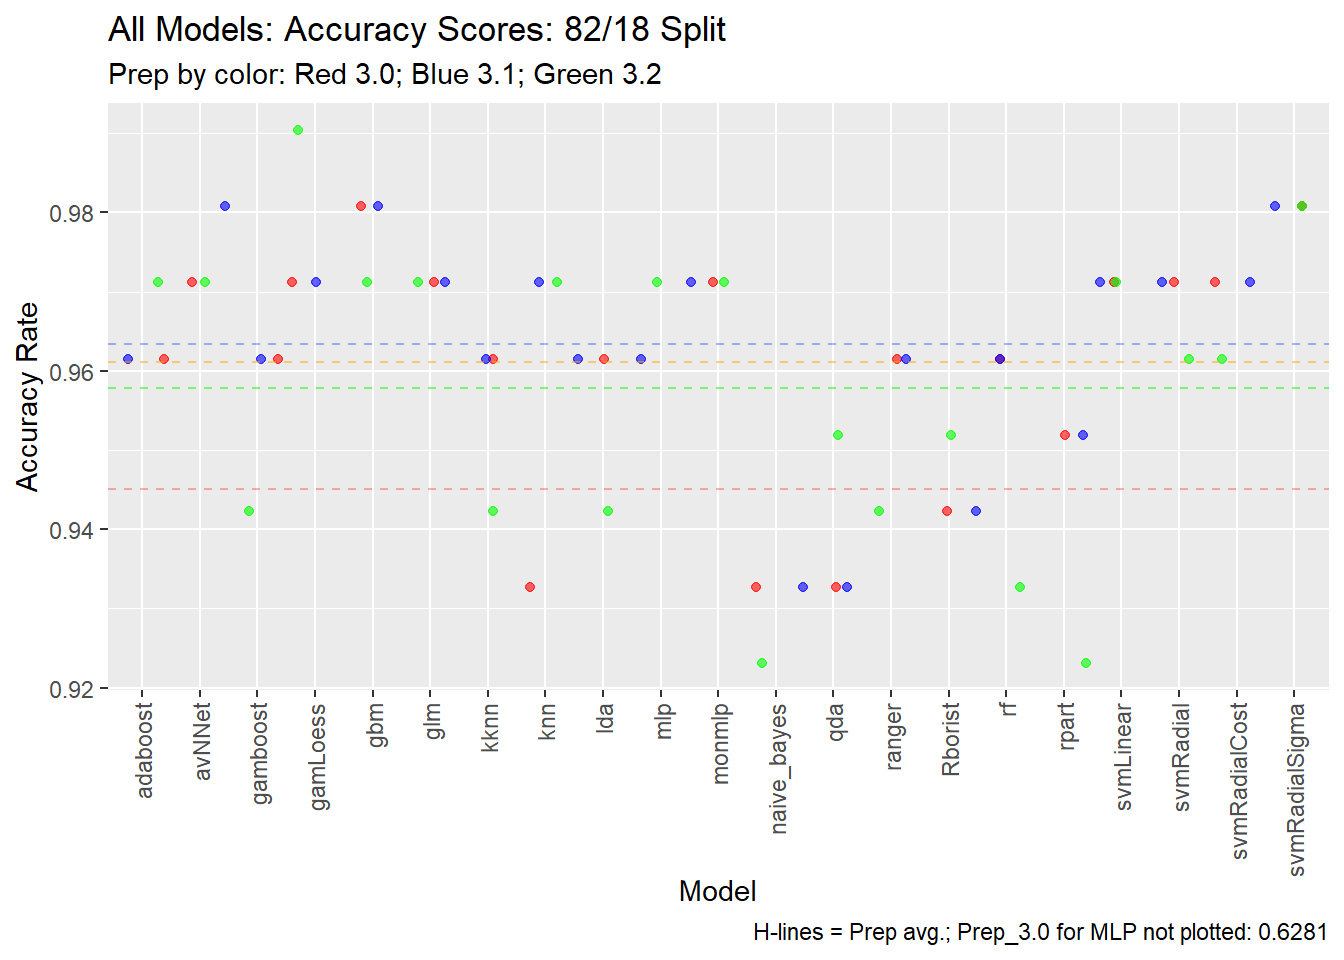 All Models: Accuracy Scores: 82/18 Split
Prep by color: Red 3.0; Blue 3.1; Green 3.2
Accuracy Rate
0.98
0.96
0.94
0.92
adaboost
avNNet
gamboost
gamLoess
gbm
glm
kknn
knn
lda
mlp
monmlp
naive_bayes
qda
ranger
Rborist
rf
rpart
svmLinear
svmRadial
svmRadialCost
svmRadialSigma
Model
H-lines = Prep avg.; Prep_3.0 for MLP not plotted: 0.6281